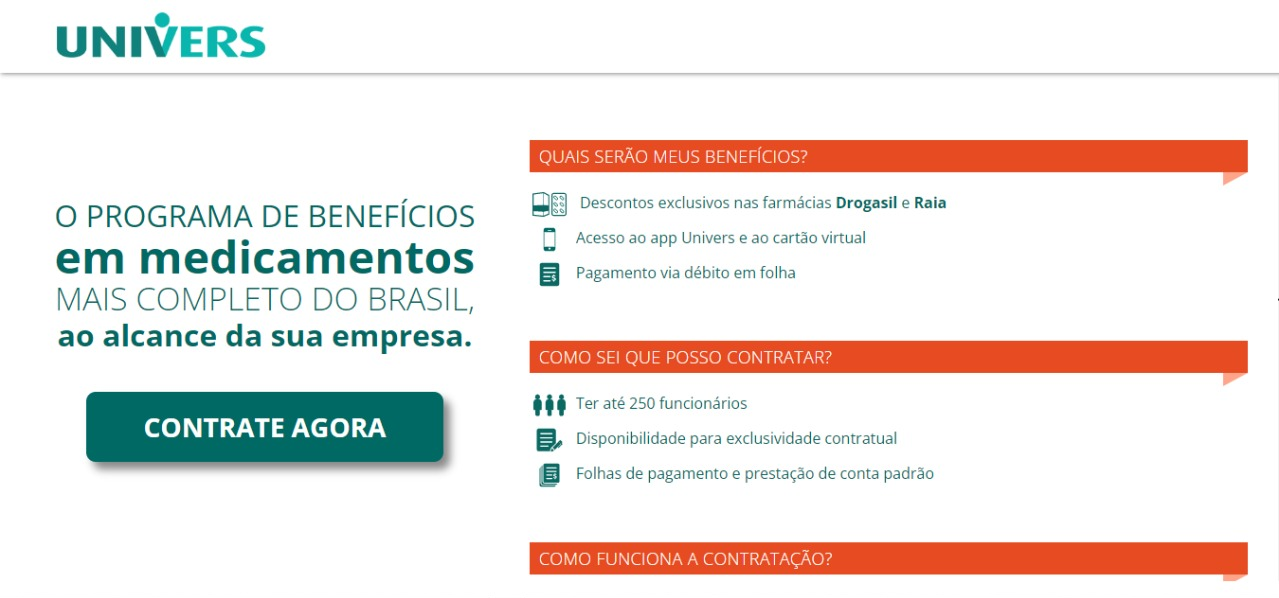 UNIVERS
O PROGRAMA DE BENEFÍCIOS
em medicamentos
MAIS COMPLETO DO BRASIL,
ao alcance da sua empresa.
CONTRATE AGORA
QUAIS SERÃO MEUS BENEFÍCIOS?
Descontos exclusivos nas farmácias Drogasil e Raia
Acesso ao app Univers e ao cartão virtual
Pagamento via débito em folha
COMO SEI QUE POSSO CONTRATAR?
Ter até 250 funcionários
Disponibilidade para exclusividade contratual
Folhas de pagamento e prestação de conta padrão
COMO FUNCIONA A CONTRATAÇÃO?